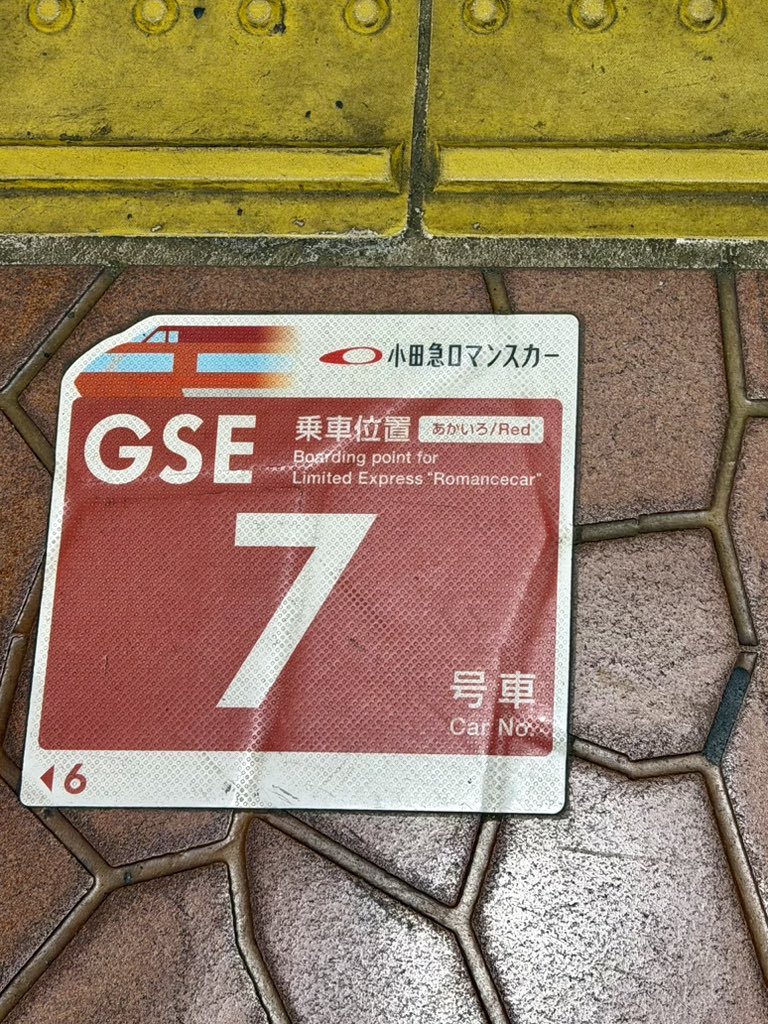 小田急ロマンスカー
GSE
乗車位置 あかいろ/Red
Boarding point for
Limited Express "Romancecar"
7
号車
Car No.
◀6